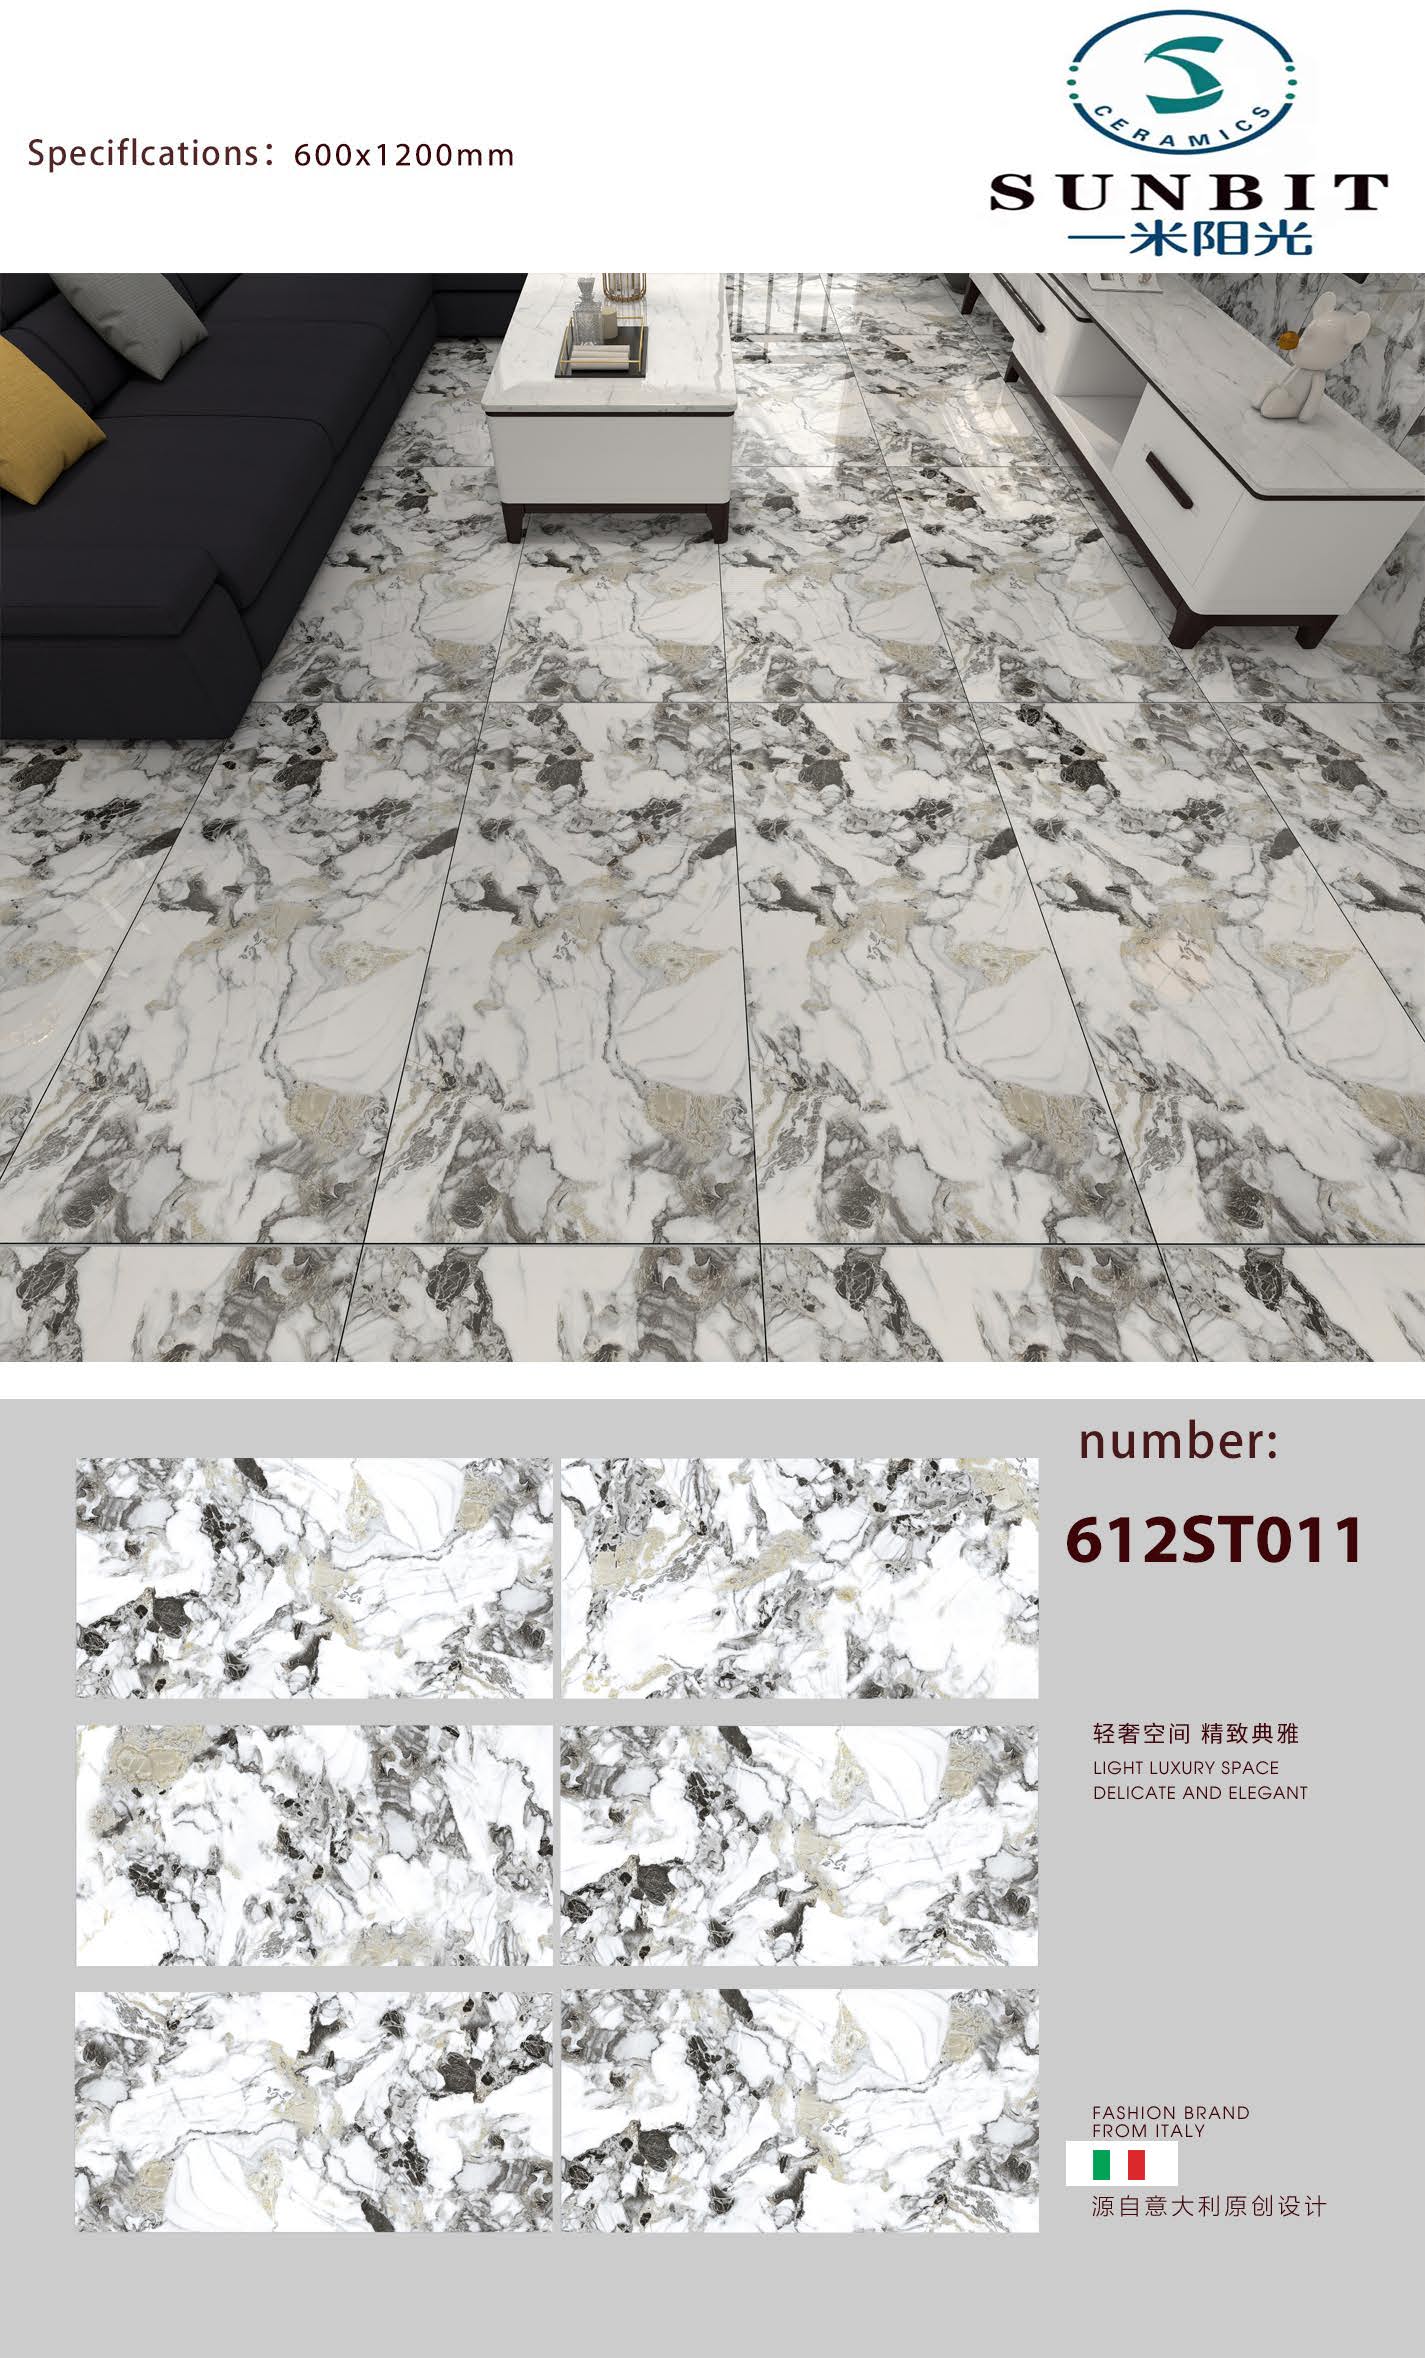 CERAMICS
SUNBIT
一米阳光
Speciflcations： 600x1200mm
number:
612ST011
轻奢空间 精致典雅
LIGHT LUXURY SPACE
DELICATE AND ELEGANT
FASHION BRAND
FROM ITALY
源自意大利原创设计